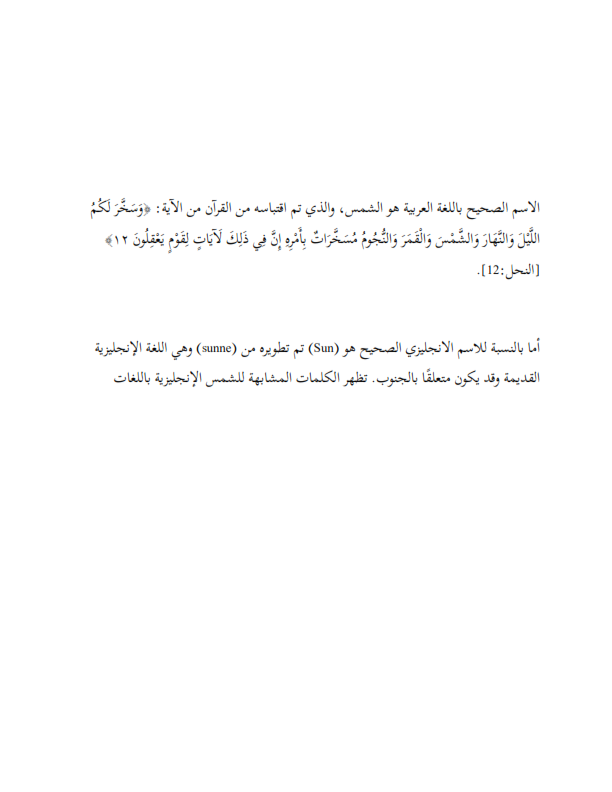 الاسم الصحيح باللغة العربية هو الشمس، والذي تم اقتباسه من القرآن من الآية: ﴿وَسَخَّرَ لَكُمُ
اللَّيْلَ وَالنَّهَارَ وَالشَّمْسَ وَالْقَمَرَ وَالنُّجُومُ مُسَخَّرَاتٌ بِأَمْرِهِ إِنَّ فِي ذَلِكَ لَآيَاتٍ لِقَوْمٍ يَعْقِلُونَ ١٢﴾
[النحل:12].
أما بالنسبة للاسم الانجليزي الصحيح هو (Sun) تم تطويره من (sunne) وهي اللغة الإنجليزية
القديمة وقد يكون متعلقًا بالجنوب. تظهر الكلمات المشابهة للشمس الإنجليزية باللغات